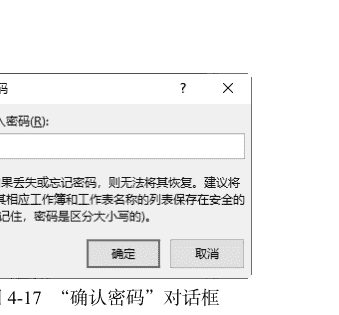 码 ? ×
入密码(R):
果丢失或忘记密码，则无法将其恢复。建议将
其相应工作簿和工作表名称的列表保存在安全的
记住，密码是区分大小写的)。
确定 取消
4-17 “确认密码”对话框